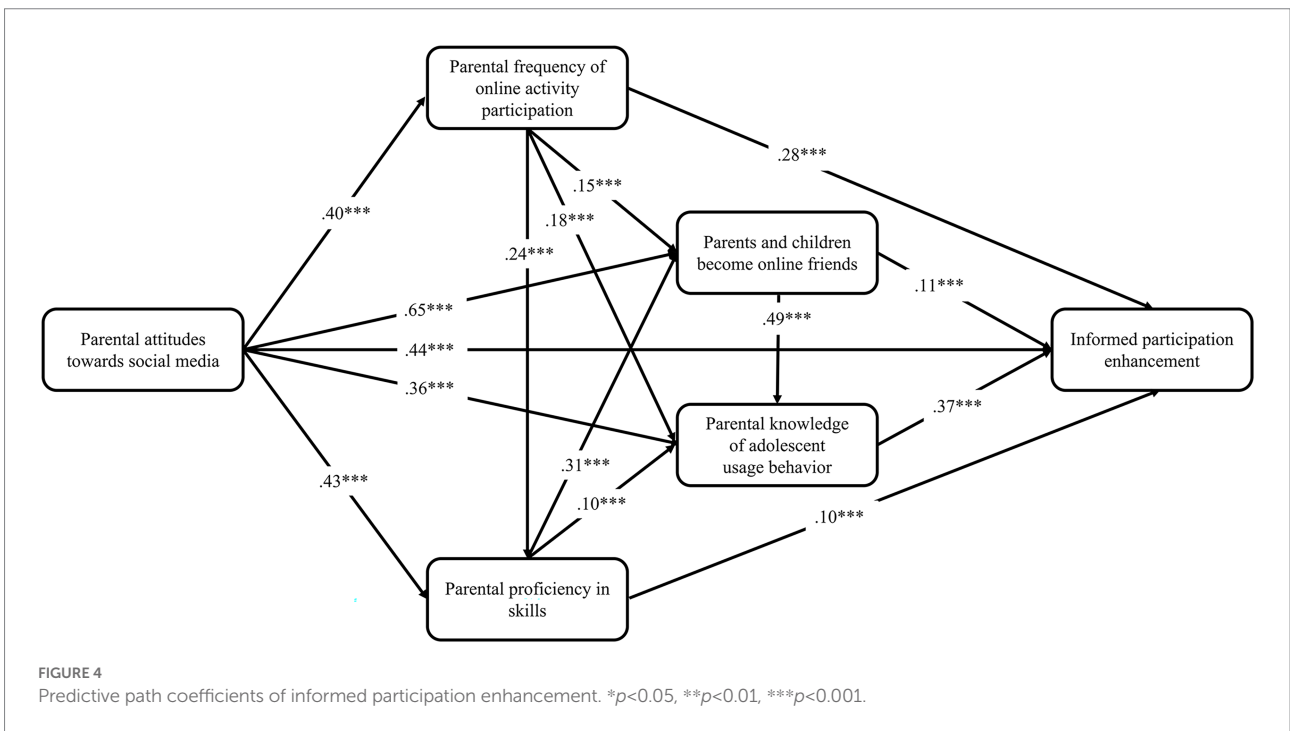 Parental frequency of
online activity
participation
.28***
.15***
.40***
.18***
Parents and children
become online friends
.24***
.11***
.65***
.49***
Parental attitudes
towards social media
.44***
Informed participation
enhancement
.36***
.37***
Parental knowledge
of adolescent
usage behavior
.31***
.43***
.10***
.10***
Parental proficiency in
skills
FIGURE 4
Predictive path coefficients of informed participation enhancement. *p<0.05, **p<0.01, ***p<0.001.